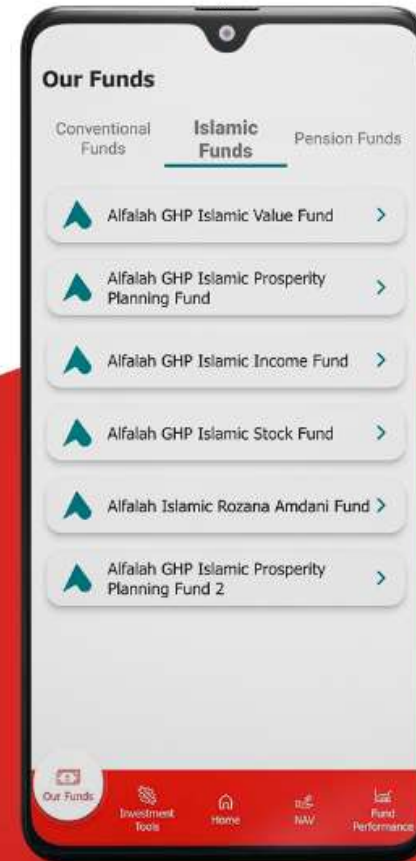 Our Funds
Conventional
Funds
Islamic
Funds
Pension Funds
Alfalah GHP Islamic Value Fund
Alfalah GHP Islamic Prosperity
Planning Fund
Alfalah GHP Islamic Income Fund
Alfalah GHP Islamic Stock Fund
Alfalah Islamic Rozana Amdani Fund
Alfalah GHP Islamic Prosperity
Planning Fund 2
Our Funds
Investment
Tools
Home
NAV
Fund
Performance